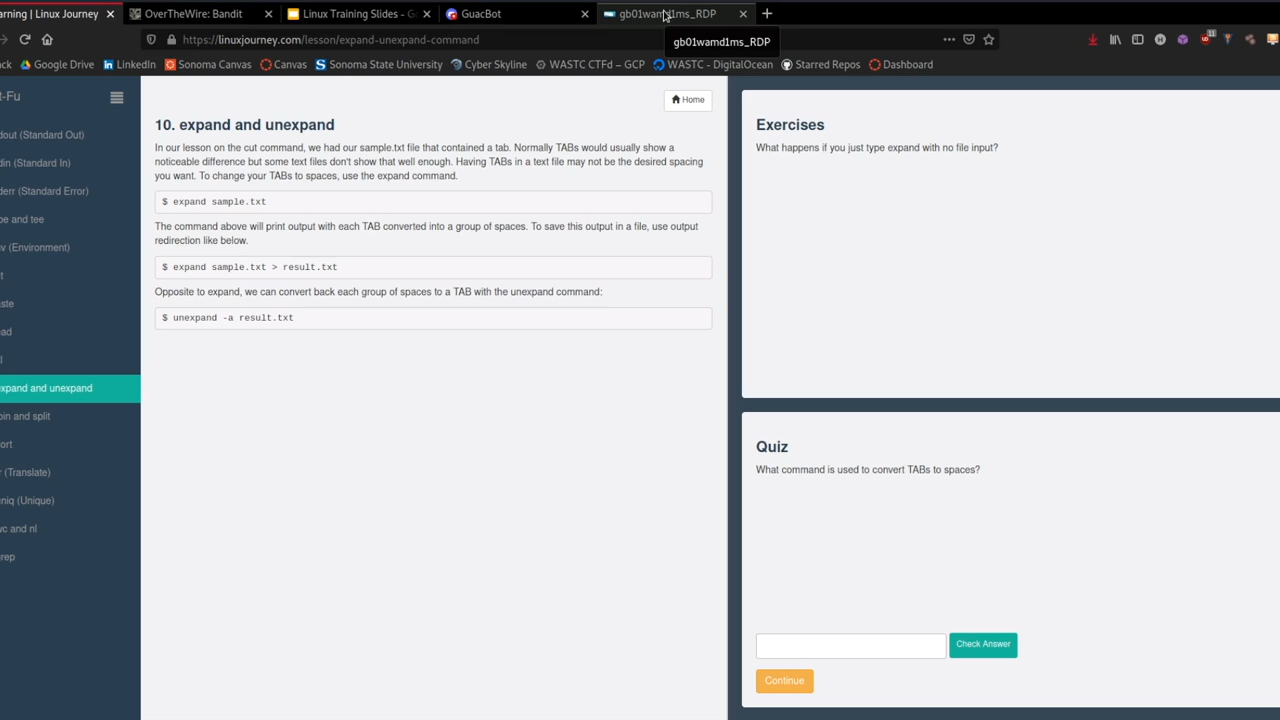 arning | Linux Journey
OverTheWire: Bandit
Linux Training Slides - G
GuacBot
gb01wamd1ms_RDP
https://linuxjourney.com/lesson/expand-unexpand-command
gb01wamd1ms_RDP
11
ck
Google Drive
LinkedIn
Sonoma Canvas
Canvas
Sonoma State University
Cyber Skyline
WASTC CTFd – GCP
WASTC - DigitalOcean
Starred Repos
Dashboard
t-Fu
dout (Standard Out)
din (Standard In)
derr (Standard Error)
pe and tee
nv (Environment)
t
aste
ead
l
expand and unexpand
oin and split
ort
r (Translate)
niq (Unique)
wc and nl
grep
Home
10. expand and unexpand
In our lesson on the cut command, we had our sample.txt file that contained a tab. Normally TABs would usually show a
noticeable difference but some text files don't show that well enough. Having TABs in a text file may not be the desired spacing
you want. To change your TABs to spaces, use the expand command.
$ expand sample.txt
The command above will print output with each TAB converted into a group of spaces. To save this output in a file, use output
redirection like below.
$ expand sample.txt > result.txt
Opposite to expand, we can convert back each group of spaces to a TAB with the unexpand command:
$ unexpand -a result.txt
Exercises
What happens if you just type expand with no file input?
Quiz
What command is used to convert TABs to spaces?
Check Answer
Continue